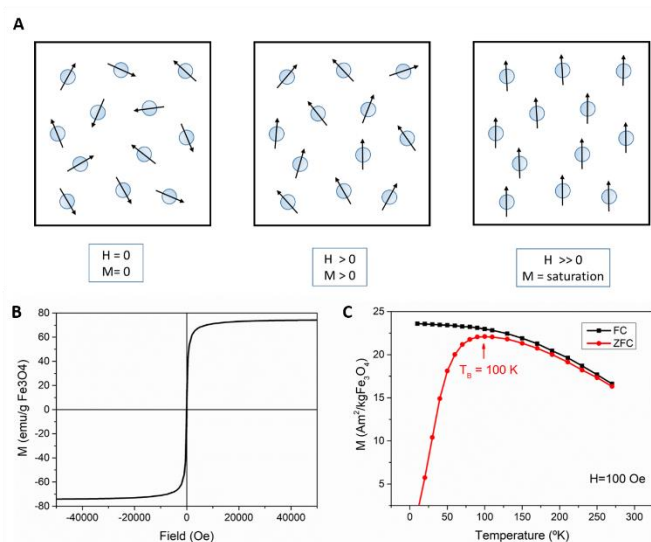 A
H = 0
M= 0
H > 0
M > 0
H >> 0
M = saturation
B
M (emu/g Fe3O4)
80
60
40
20
0
-20
-40
-60
-80
-40000
-20000
0
20000
40000
Field (Oe)
C
M (Am²/kgFe₃O₄)
25
20
15
10
5
FC
ZFC
T_B = 100 K
H=100 Oe
0
50
100
150
200
250
300
Temperature (ºK)